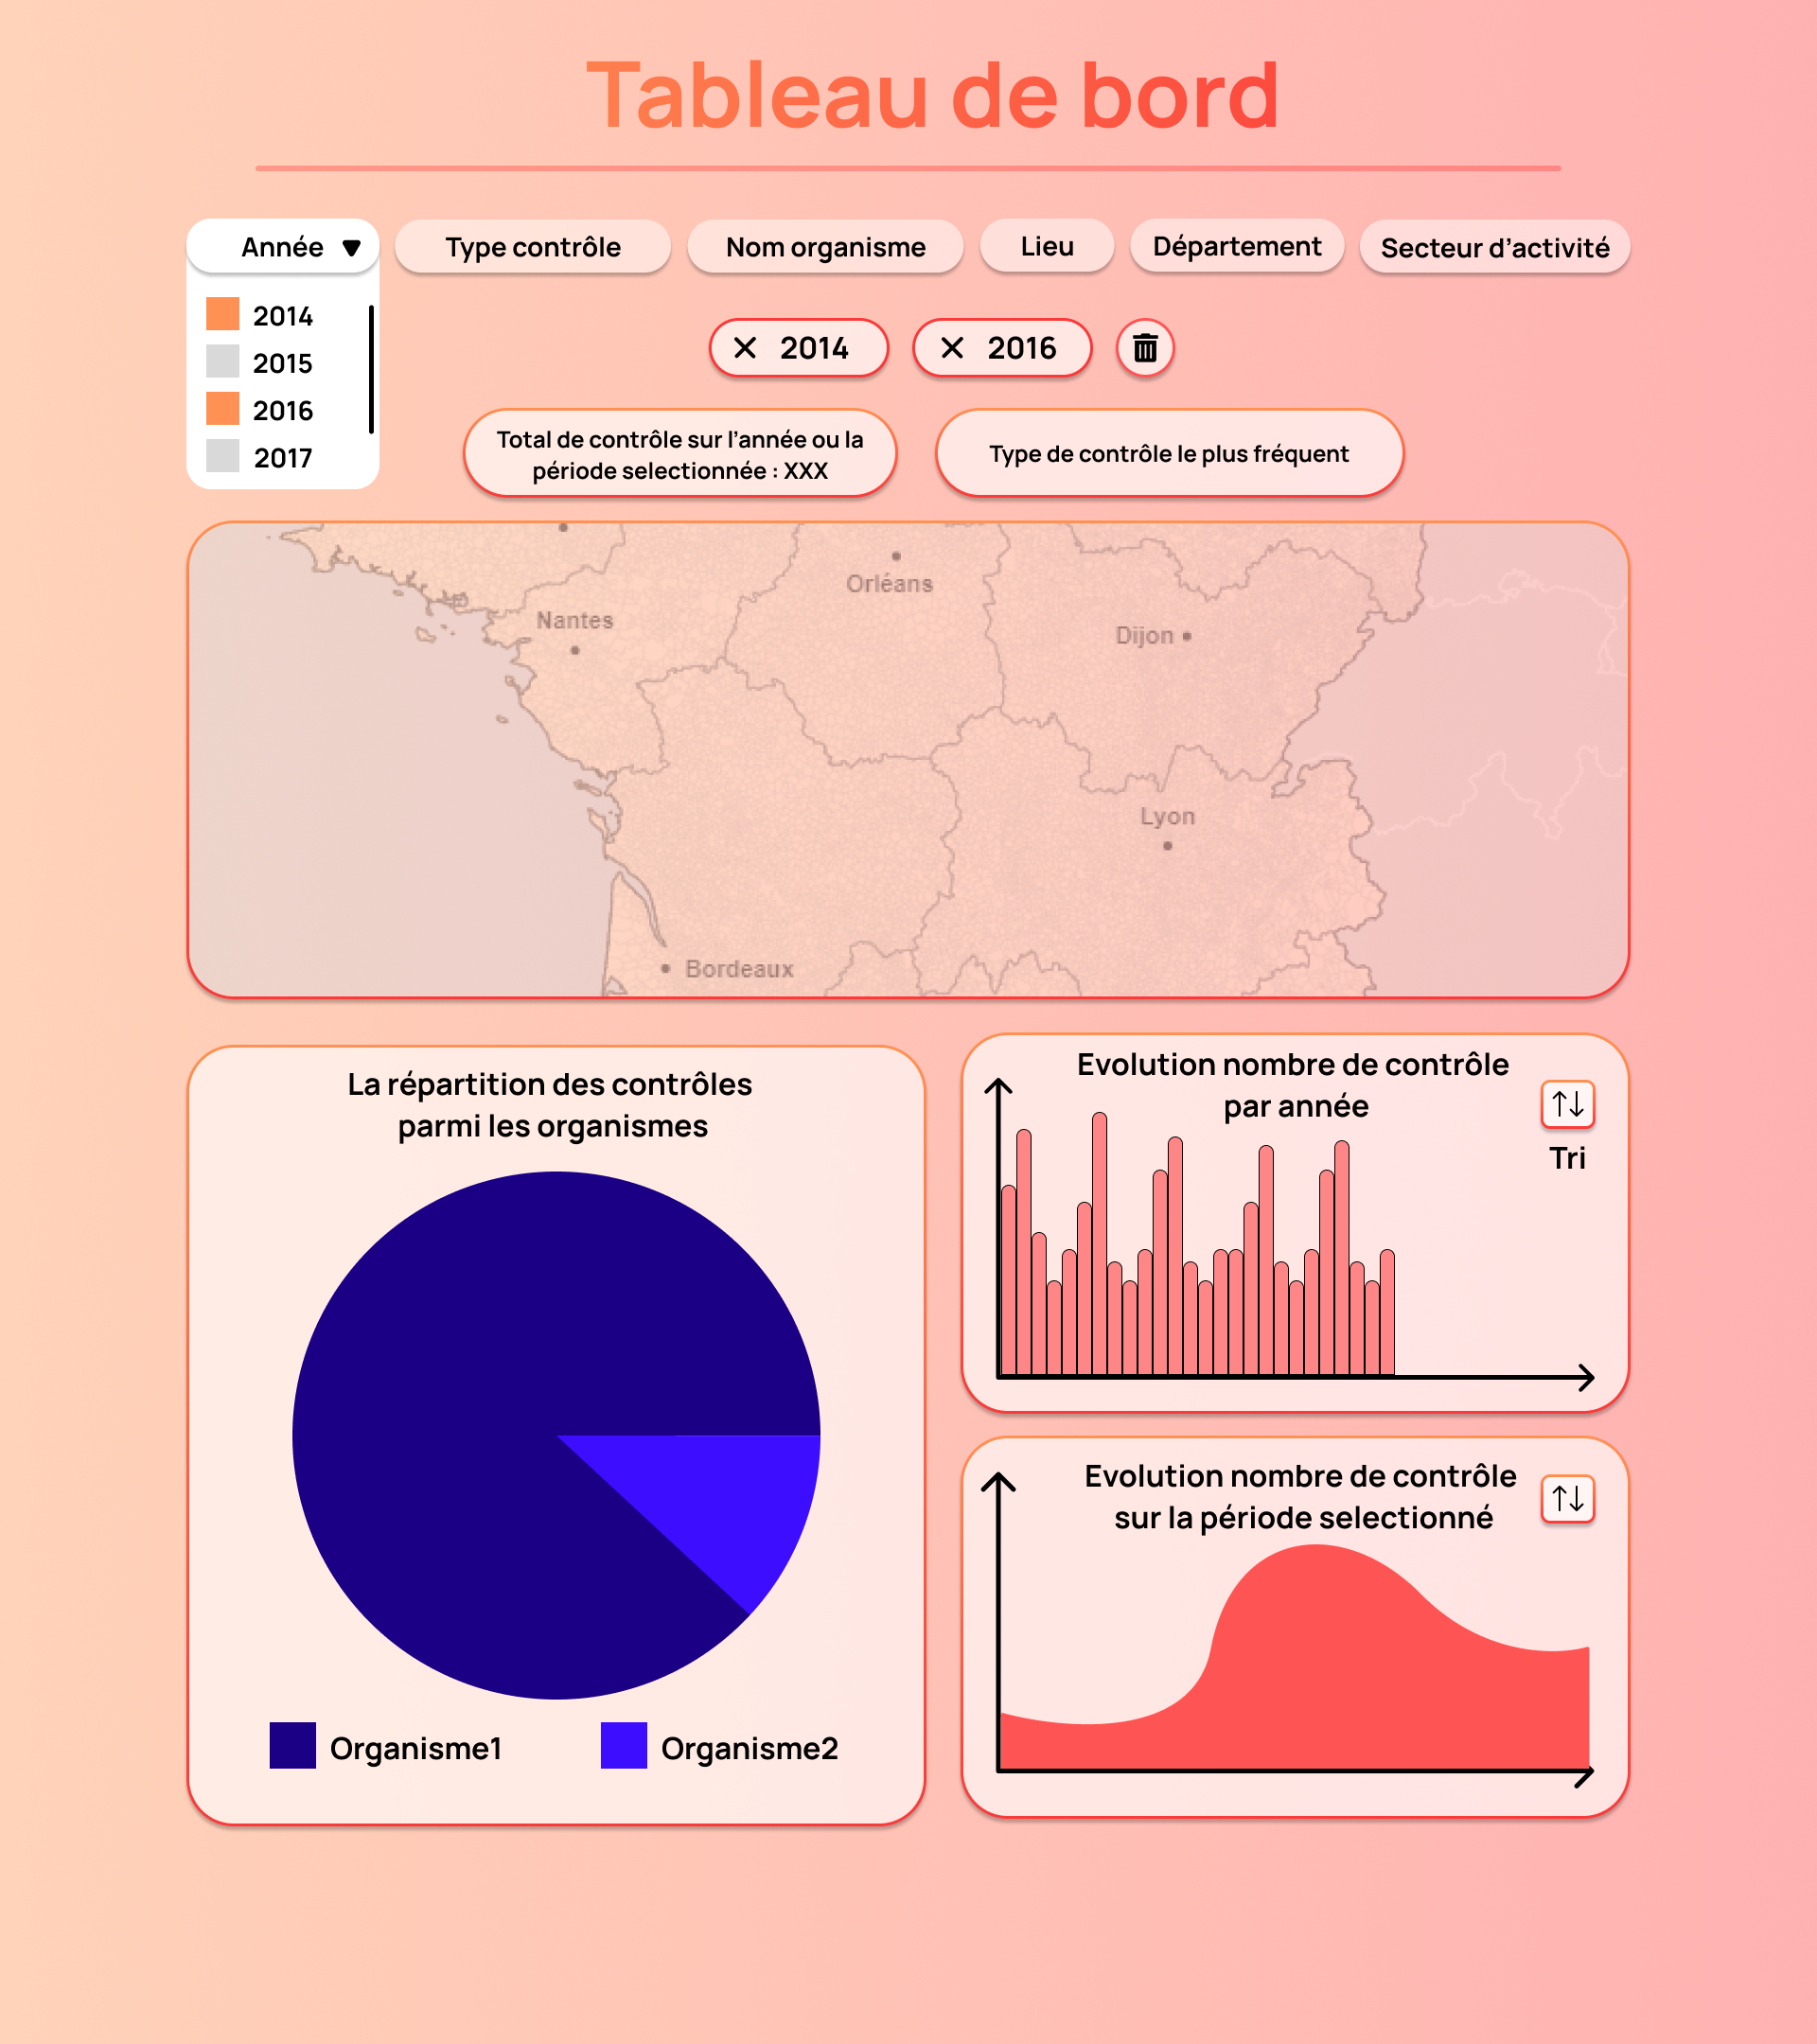 Tableau de bord
Année
Type contrôle
Nom organisme
Lieu
Département
Secteur d'activité
2014
2015
2016
2017
2014
2016
Total de contrôle sur l'année ou la
période selectionnée : XXX
Type de contrôle le plus fréquent
Orléans
Nantes
Dijon
Lyon
Bordeaux
La répartition des contrôles
parmi les organismes
Organisme1
Organisme2
Evolution nombre de contrôle
par année
Tri
Evolution nombre de contrôle
sur la période selectionné